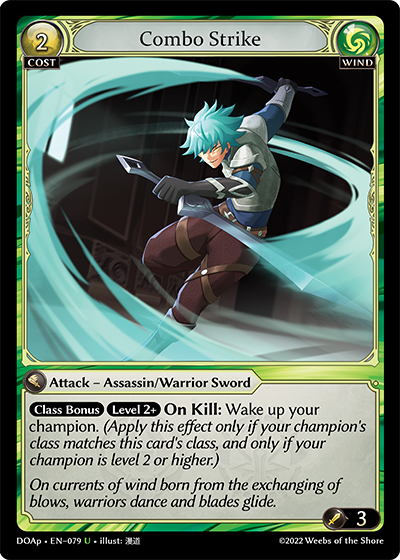 2
Combo Strike
COST
WIND
Attack – Assassin/Warrior Sword
Class Bonus Level 2+ On Kill: Wake up your
champion. (Apply this effect only if your champion's
class matches this card's class, and only if your
champion is level 2 or higher.)
On currents of wind born from the exchanging of
blows, warriors dance and blades glide.
3
DOAp • EN-079 U • illust: 漫道
©2022 Weebs of the Shore